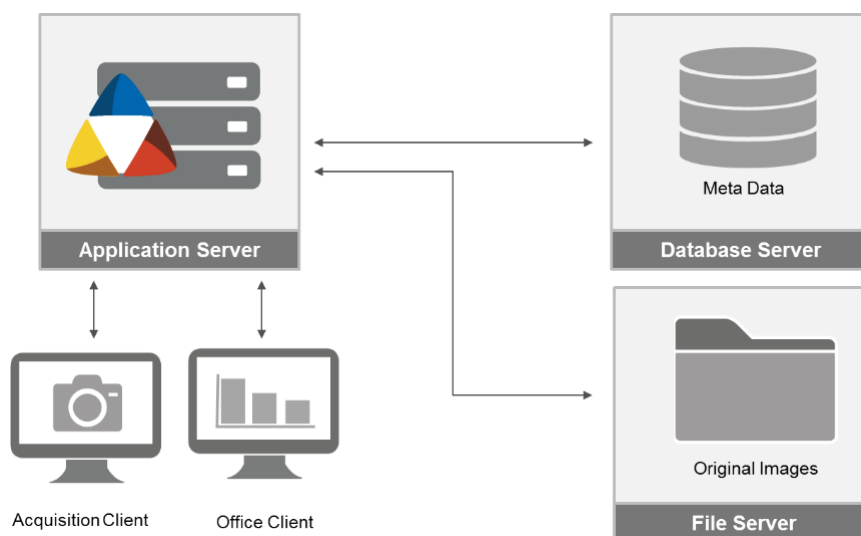 Application Server
Meta Data
Database Server
Original Images
File Server
Acquisition Client
Office Client